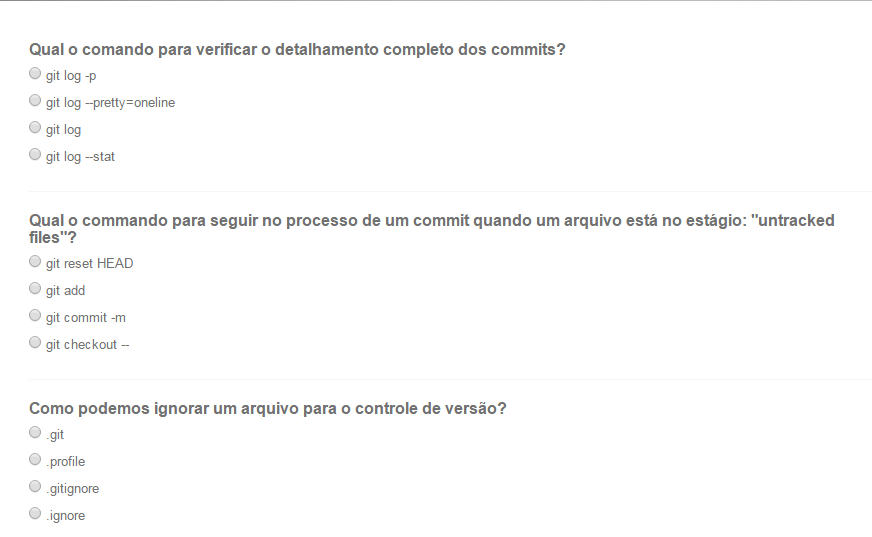 Qual o comando para verificar o detalhamento completo dos commits?
git log -p
git log --pretty=oneline
git log
git log --stat
Qual o commando para seguir no processo de um commit quando um arquivo está no estágio: "untracked
files"?
git reset HEAD
git add
git commit -m
git checkout --
Como podemos ignorar um arquivo para o controle de versão?
.git
.profile
.gitignore
.ignore